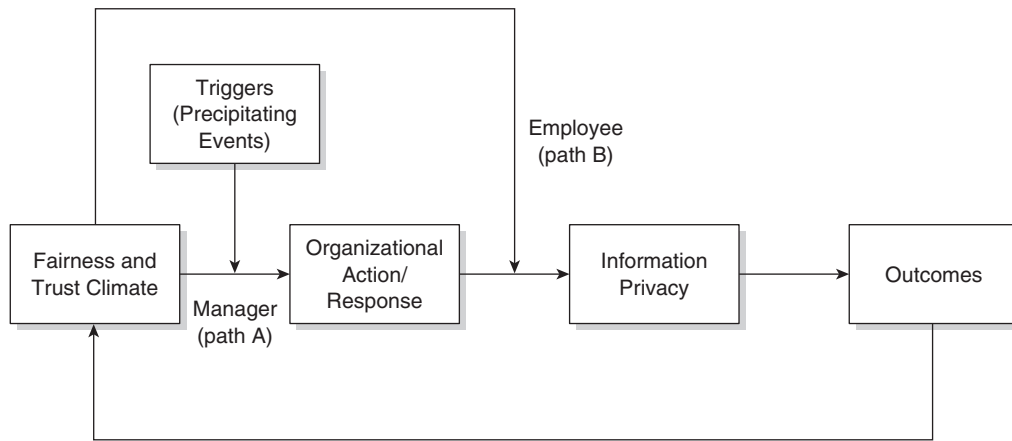 Triggers
(Precipitating
Events)
Employee
(path B)
Fairness and
Trust Climate
Manager
(path A)
Organizational
Action/
Response
Information
Privacy
Outcomes